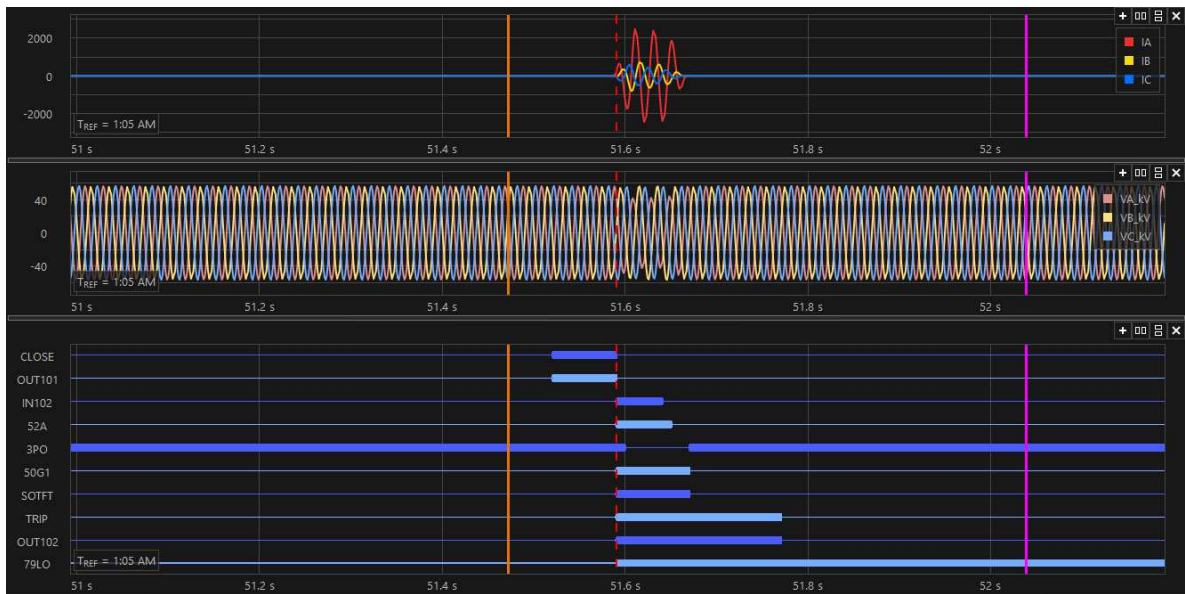 2000
0
-2000
IA
IB
IC
TREF = 1:05 AM
51 s 51.2 s 51.4 s 51.6 s 51.8 s 52 s
40
0
-40
VA_kV
VB_kV
VC_kV
TREF = 1:05 AM
51 s 51.2 s 51.4 s 51.6 s 51.8 s 52 s
CLOSE
OUT101
IN102
52A
3PO
50G1
SOTFT
TRIP
OUT102
79LO
TREF = 1:05 AM
51 s 51.2 s 51.4 s 51.6 s 51.8 s 52 s